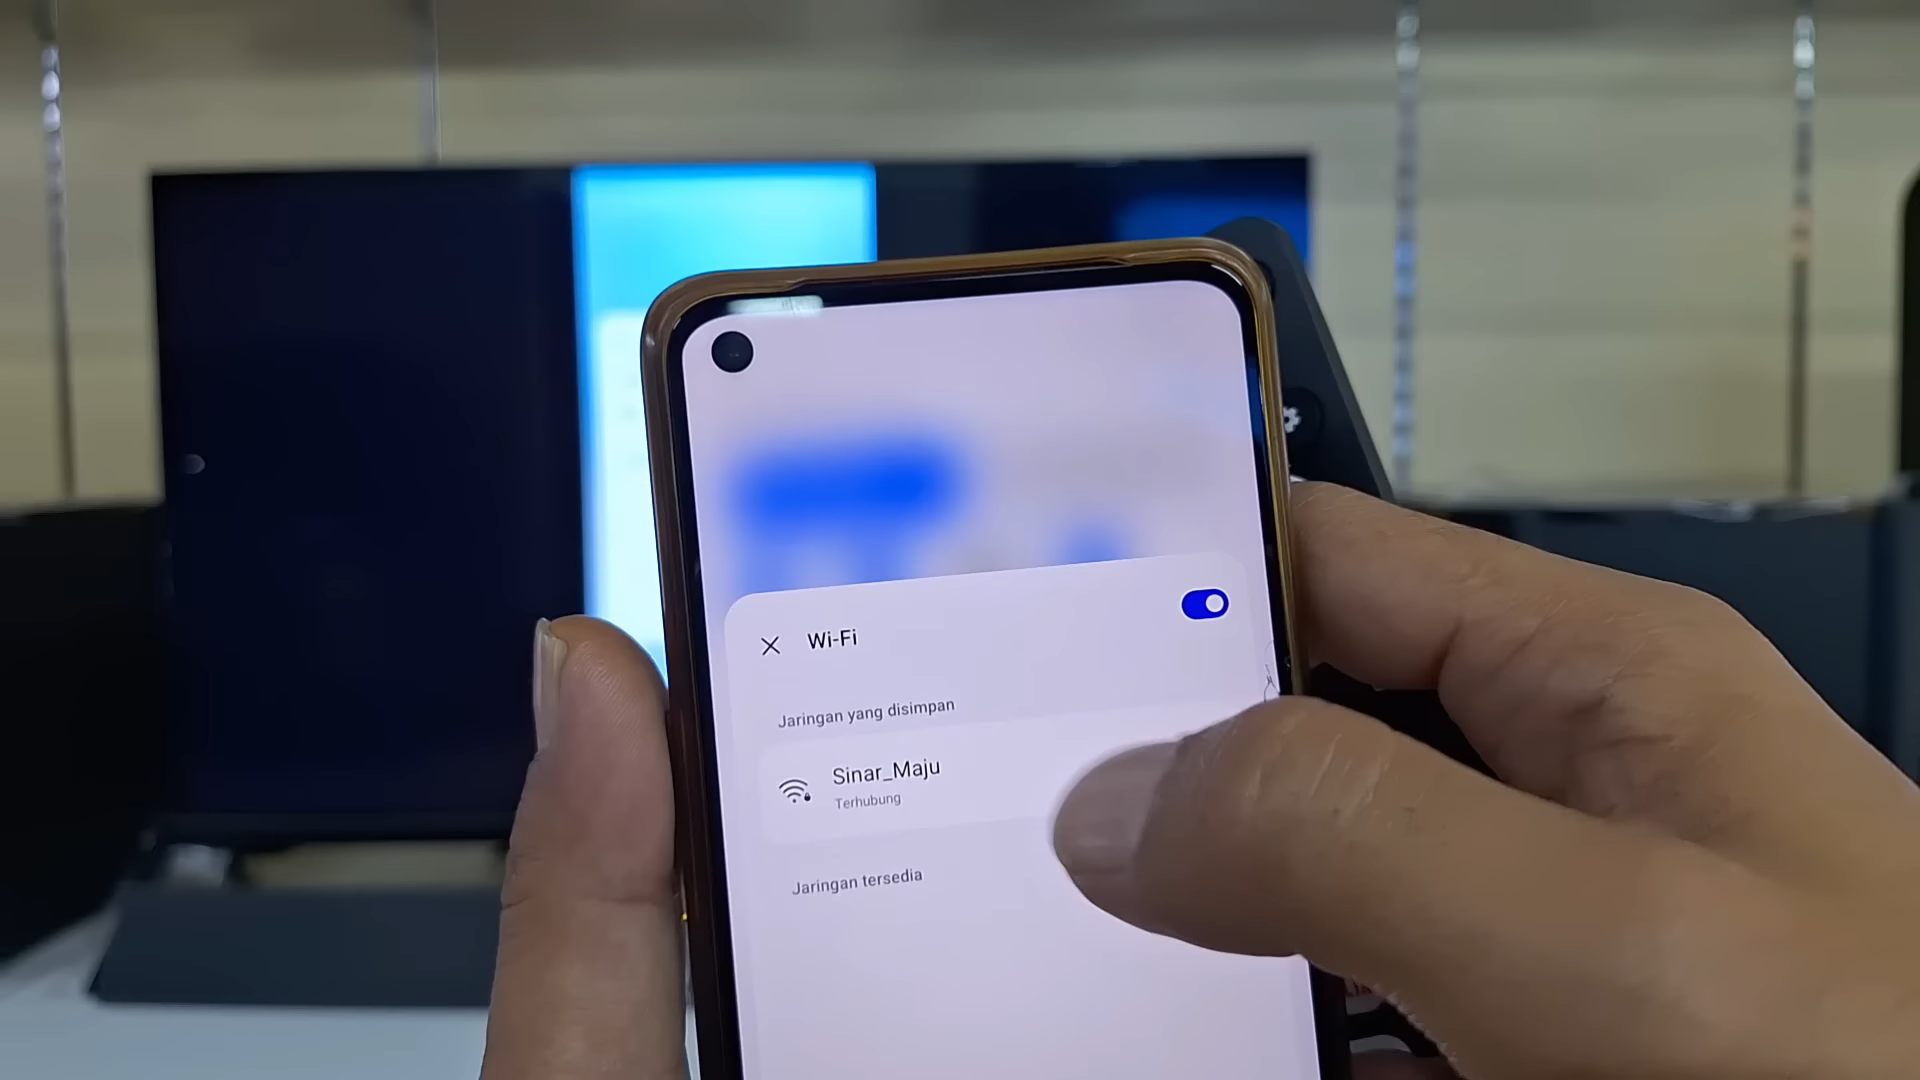 Wi-Fi
Jaringan yang disimpan
Sinar_Maju
Terhubung
Jaringan tersedia